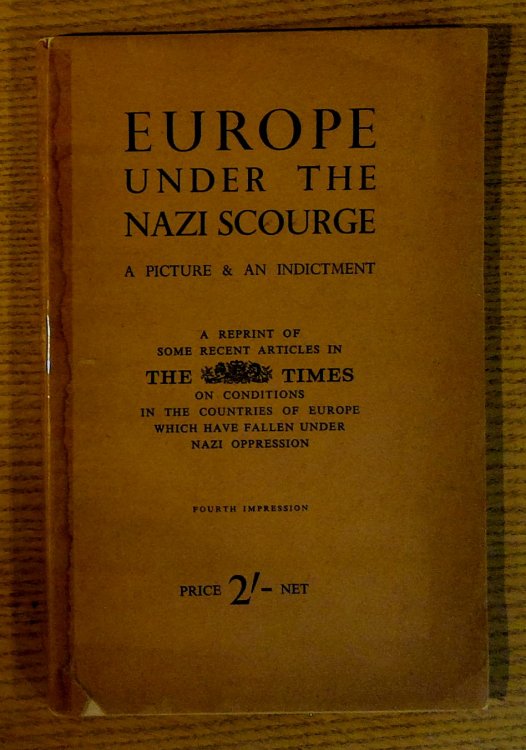 EUROPE
UNDER THE
NAZI SCOURGE
A PICTURE & AN INDICTMENT
A REPRINT OF
SOME RECENT ARTICLES IN
THE TIMES
ON CONDITIONS
IN THE COUNTRIES OF EUROPE
WHICH HAVE FALLEN UNDER
NAZI OPPRESSION
FOURTH IMPRESSION
PRICE 2/- NET